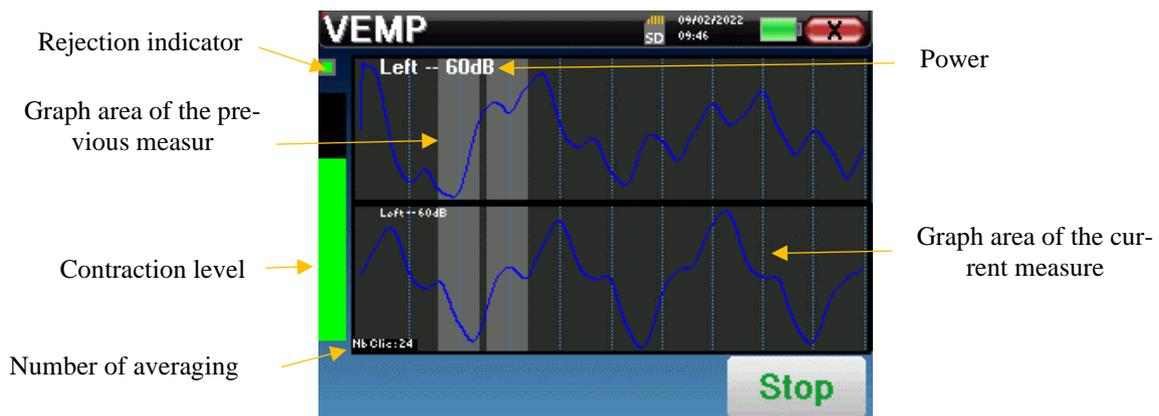 VEMP
SD
09/02/2022
09:46
X
Rejection indicator
Left -- 60dB
Power
Graph area of the pre-
vious measur
Left -- 60dB
Graph area of the cur-
rent measure
Contraction level
Nb Clic:24
Number of averaging
Stop